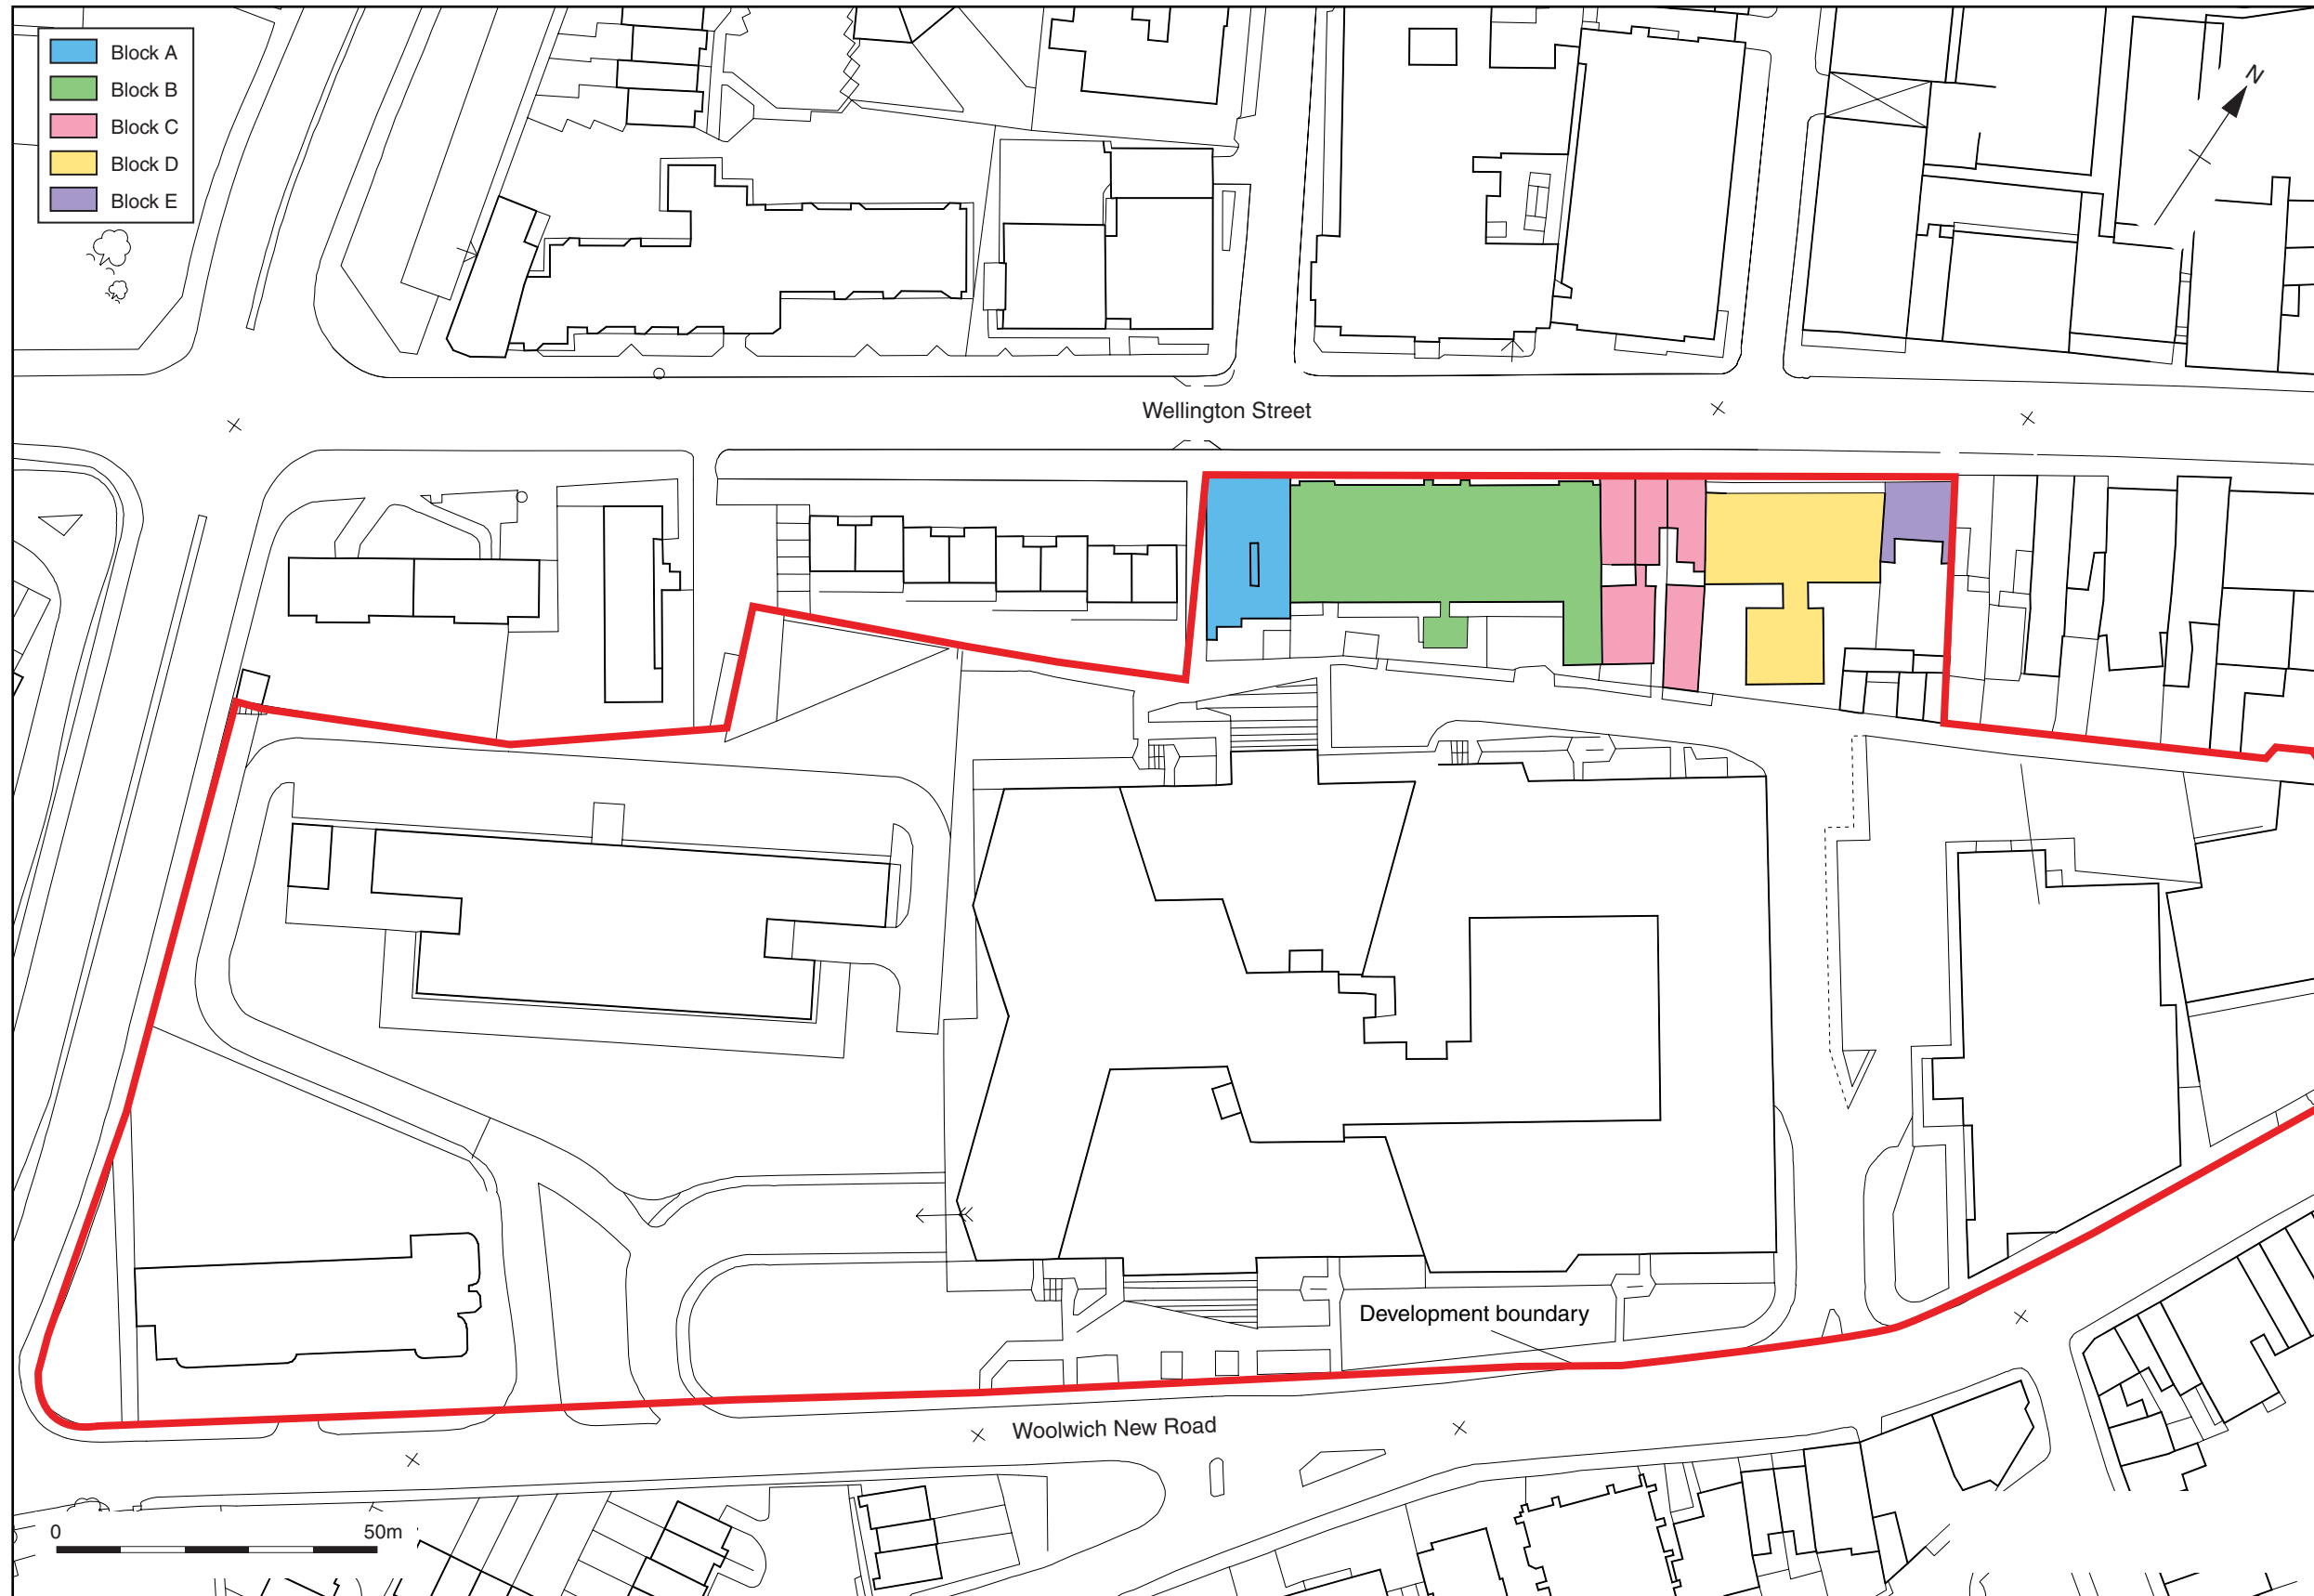 Block A
Block B
Block C
Block D
Block E
N
Wellington Street
Development boundary
Woolwich New Road
0 50m